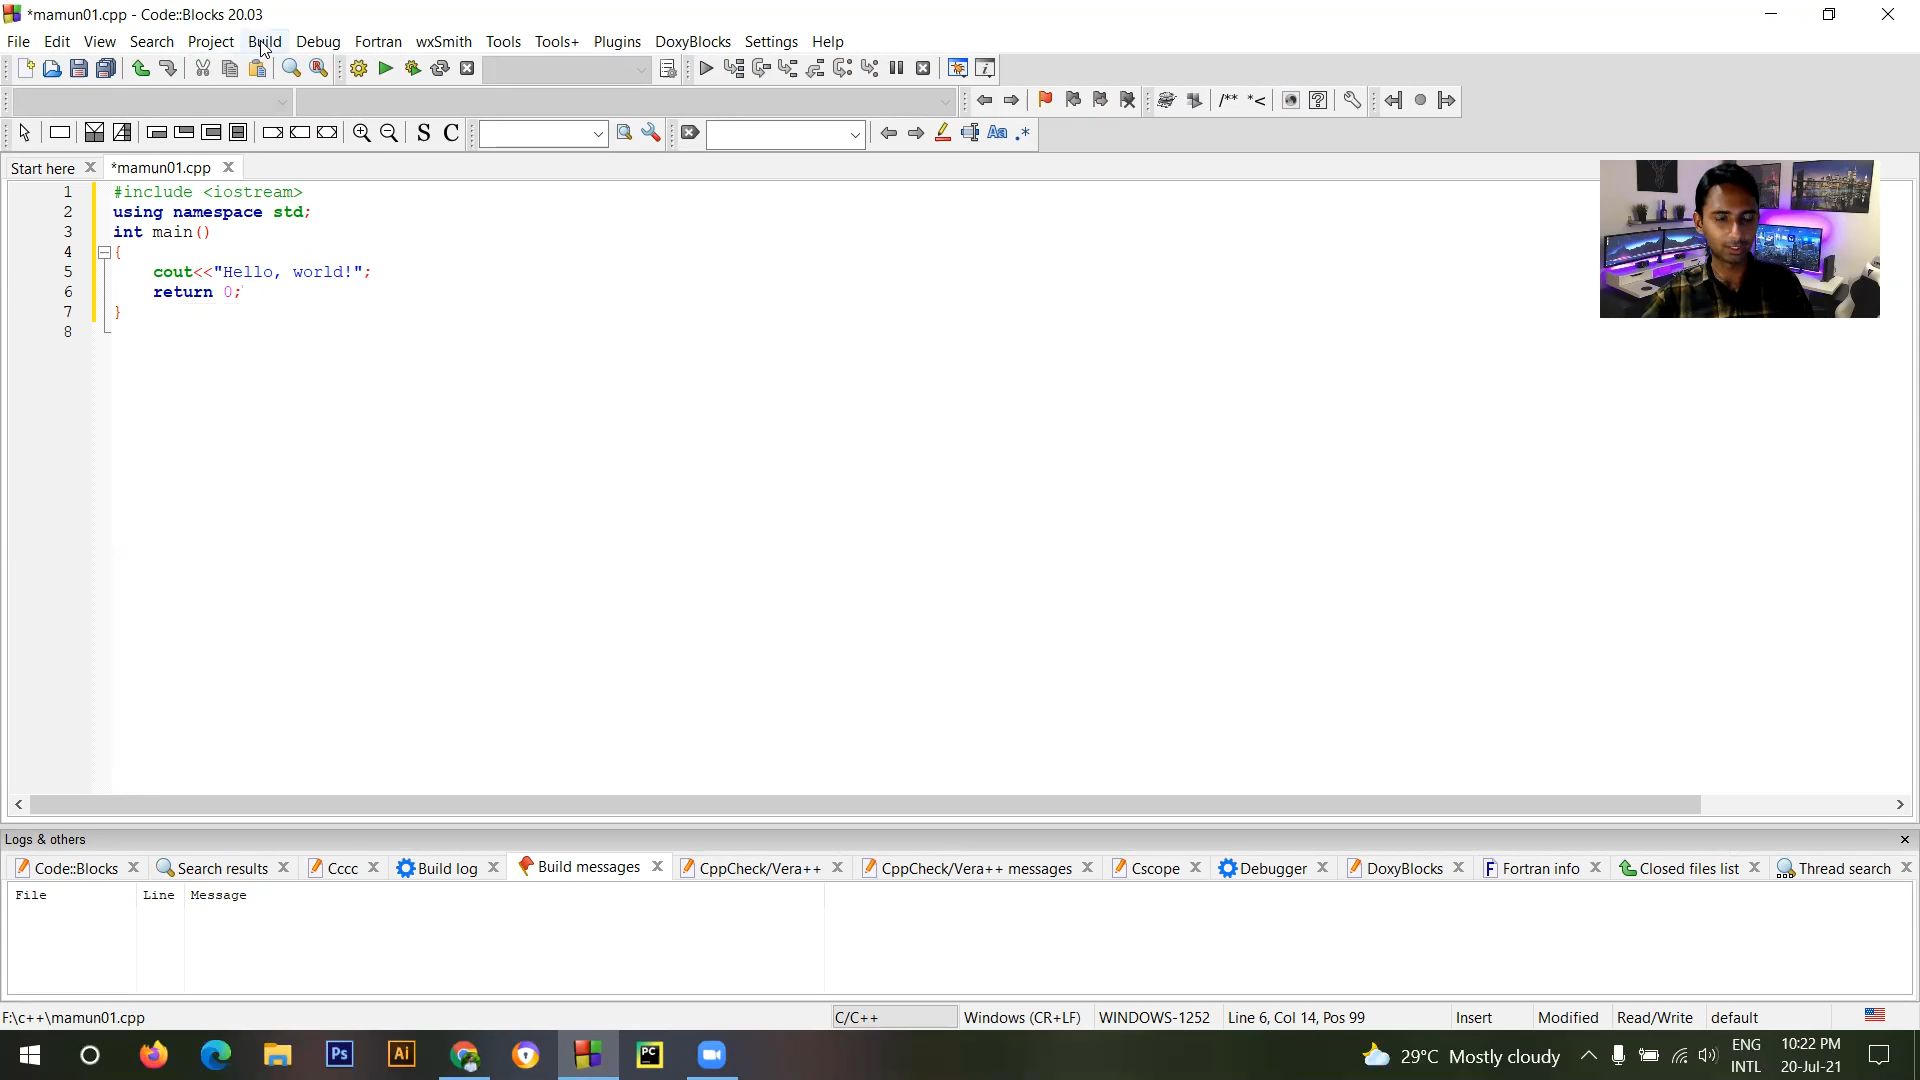 *mamun01.cpp - Code::Blocks 20.03
File Edit View Search Project Build Debug Fortran wxSmith Tools Tools+ Plugins DoxyBlocks Settings Help
/** *<
S C Aa .*
Start here *mamun01.cpp
1 #include <iostream>
2 using namespace std;
3 int main()
4 {
5 cout<<"Hello, world!";
6 return 0;
7 }
8
Logs & others
Code::Blocks Search results Cccc Build log Build messages CppCheck/Vera++ CppCheck/Vera++ messages Cscope Debugger DoxyBlocks Fortran info Closed files list Thread search
File Line Message
F:\c++\mamun01.cpp C/C++ Windows (CR+LF) WINDOWS-1252 Line 6, Col 14, Pos 99 Insert Modified Read/Write default
Ps Ai PC 29°C Mostly cloudy ENG INTL 10:22 PM 20-Jul-21